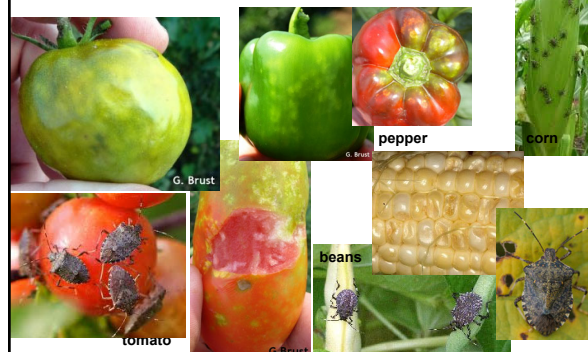 pepper
corn
G. Brust
G. Brust
beans
tomato
G.Brust